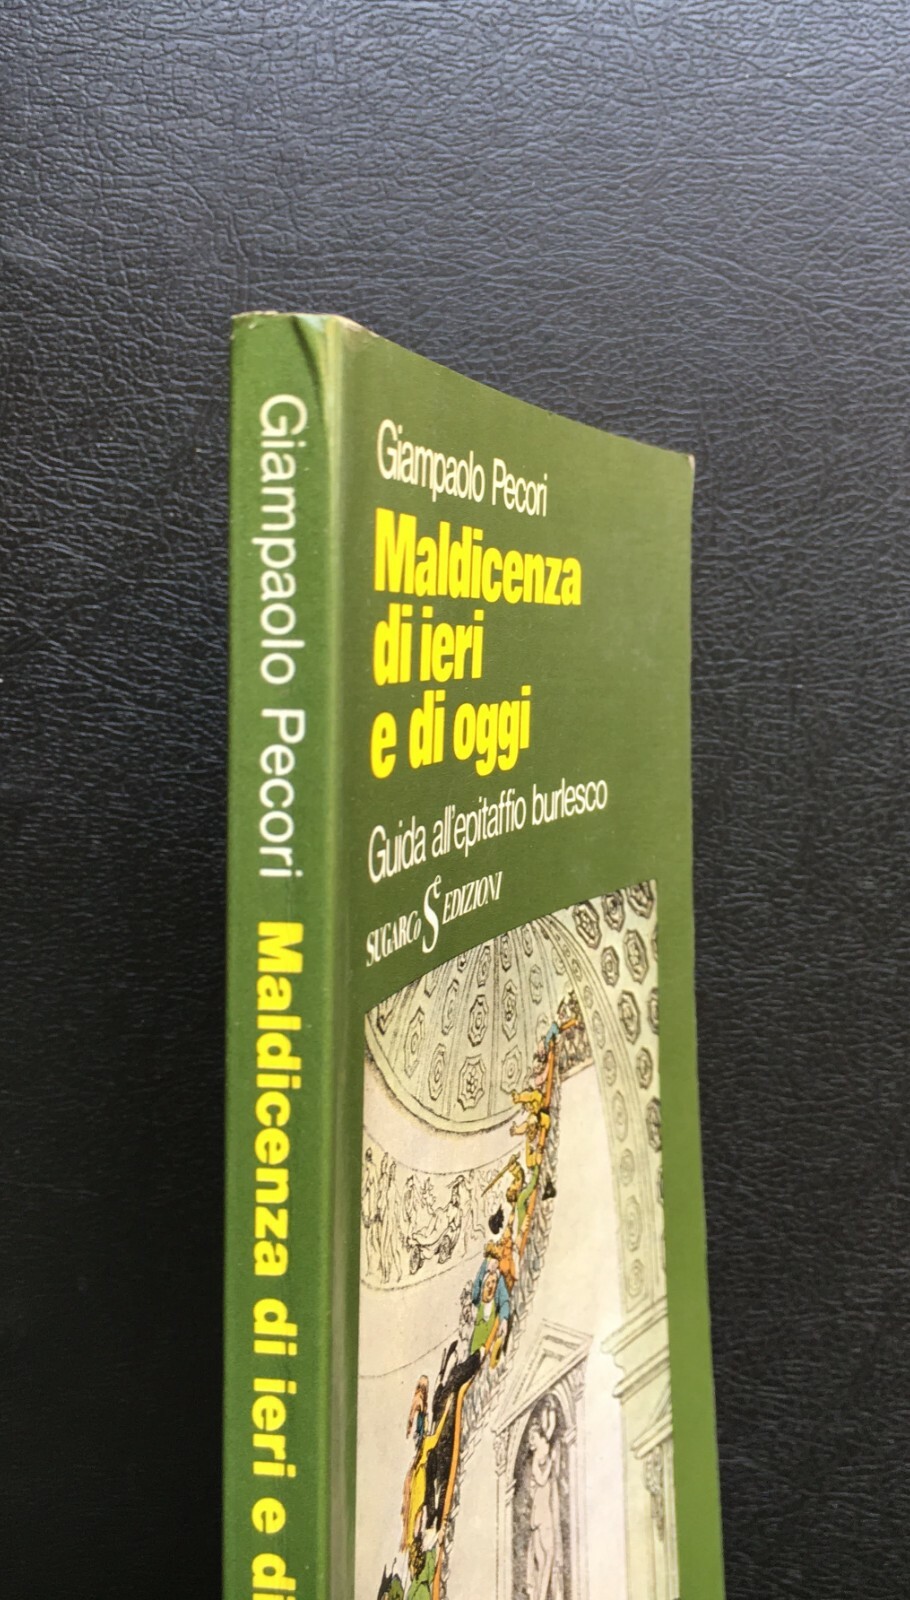 Giampaolo Pecori Maldicenza di ieri e di
Giampaolo Pecori
Maldicenza
di ieri
e di oggi
Guida all'epitaffio burlesco
SUGARCo EDIZIONI